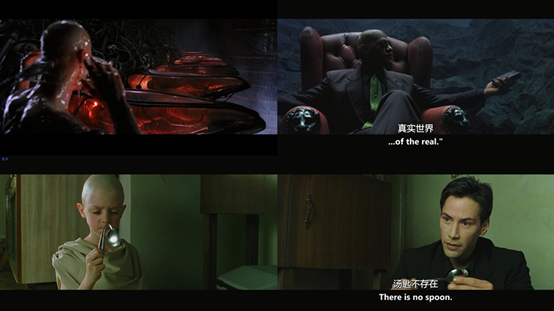 真实世界
...of the real."
汤匙不存在
There is no spoon.